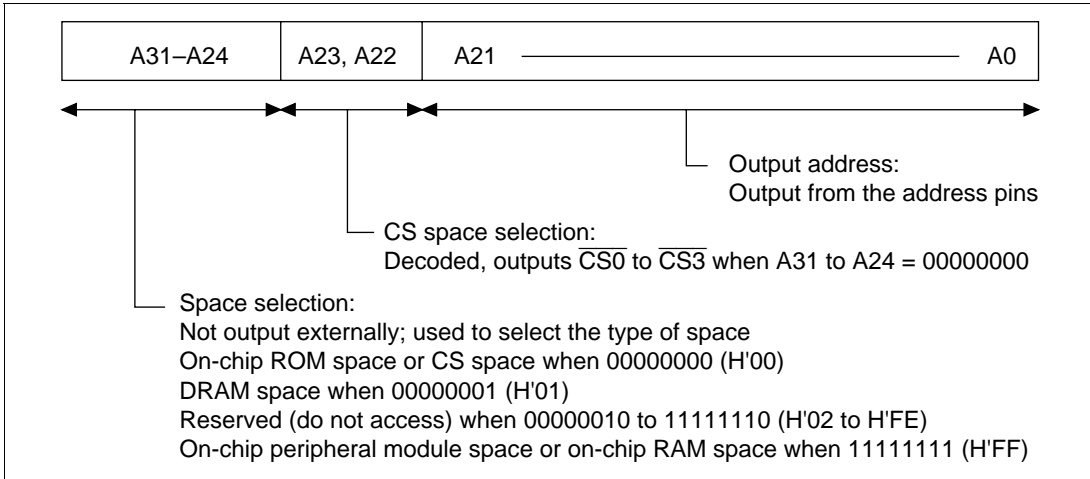 A31–A24 A23, A22 A21 A0
Output address:
Output from the address pins
CS space selection:
Decoded, outputs C̅S̅0̅ to C̅S̅3̅ when A31 to A24 = 00000000
Space selection:
Not output externally; used to select the type of space
On-chip ROM space or CS space when 00000000 (H'00)
DRAM space when 00000001 (H'01)
Reserved (do not access) when 00000010 to 11111110 (H'02 to H'FE)
On-chip peripheral module space or on-chip RAM space when 11111111 (H'FF)